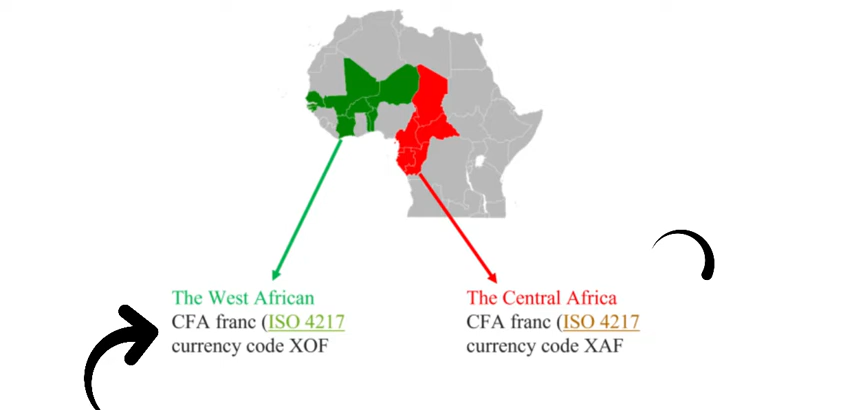 The West African
CFA franc (ISO 4217
currency code XOF
The Central Africa
CFA franc (ISO 4217
currency code XAF